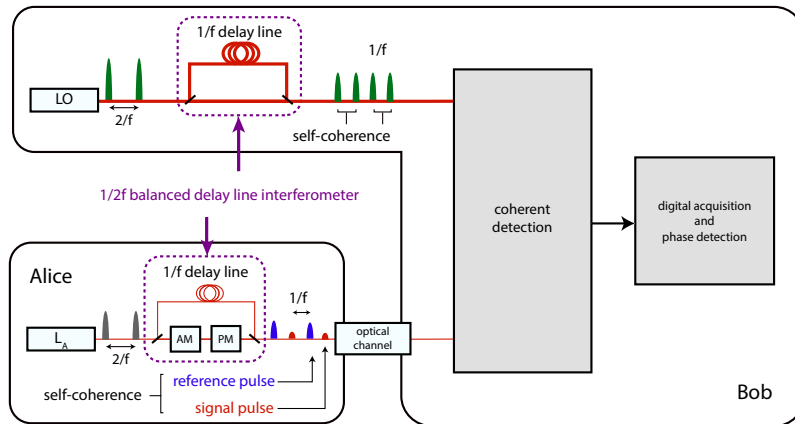 1/f delay line
1/f
LO
2/f
self-coherence
1/2f balanced delay line interferometer
coherent
detection
digital acquisition
and
phase detection
Alice
1/f delay line
1/f
L_A
AM
PM
optical
channel
2/f
self-coherence
reference pulse
signal pulse
Bob